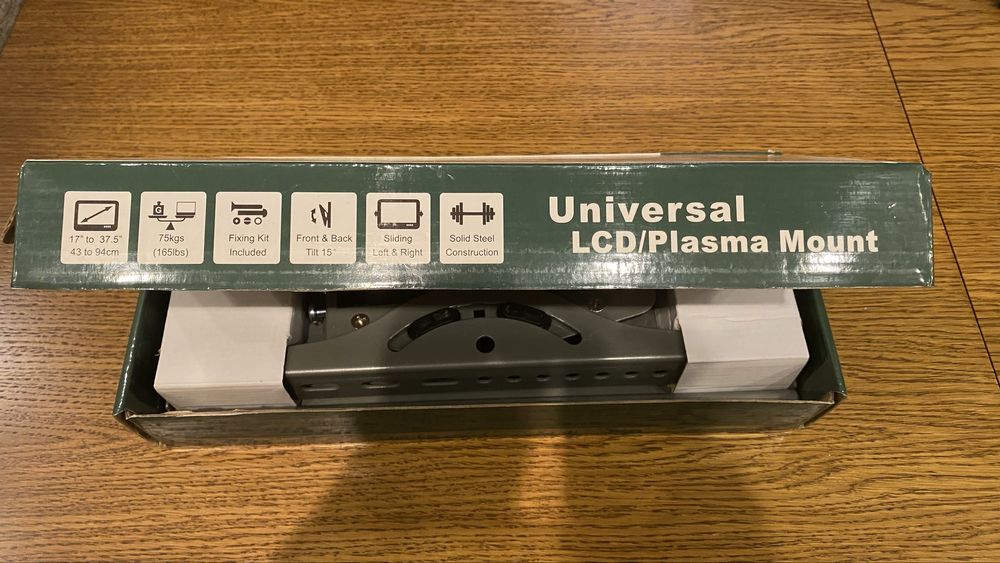 17" to 37.5"
43 to 94cm
G
75kgs
(165lbs)
Fixing Kit
Included
Front & Back
Tilt 15°
Sliding
Left & Right
Solid Steel
Construction
Universal
LCD/Plasma Mount